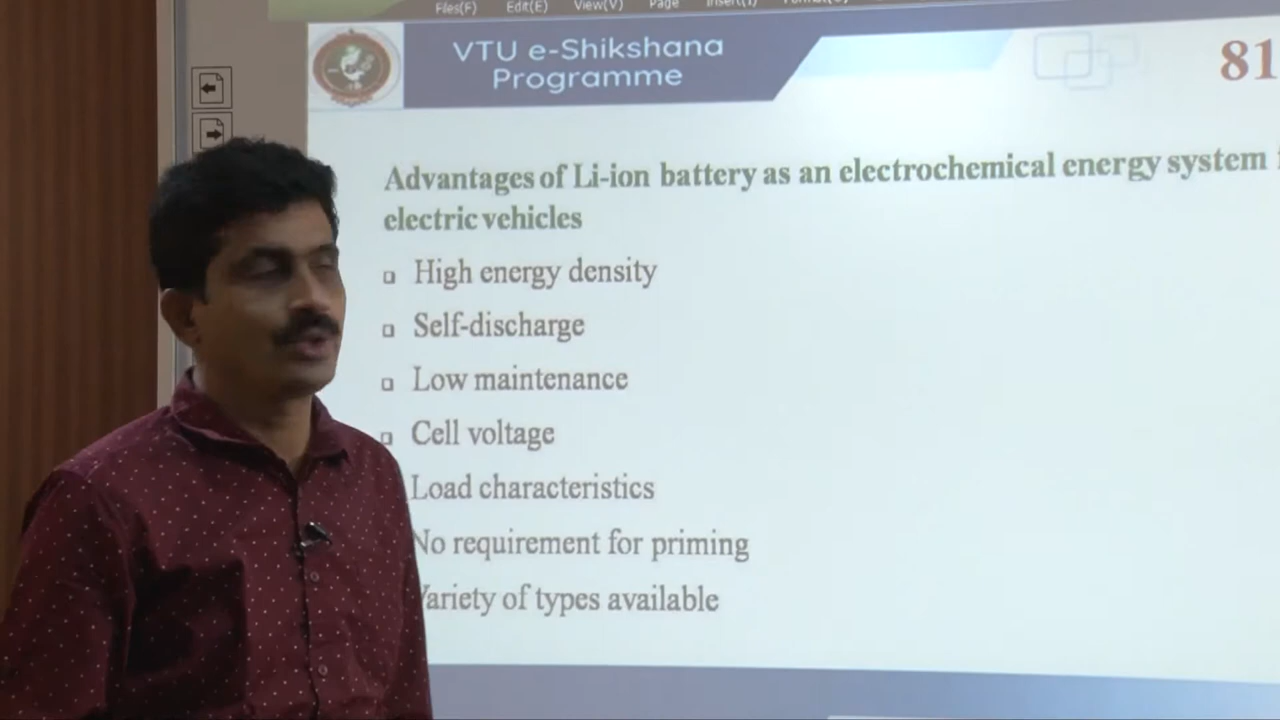 Files(F) Edit(E) View(V) Page Insert(I)
VTU e-Shikshana
Programme
81
Advantages of Li-ion battery as an electrochemical energy system
electric vehicles
High energy density
Self-discharge
Low maintenance
Cell voltage
Load characteristics
No requirement for priming
Variety of types available